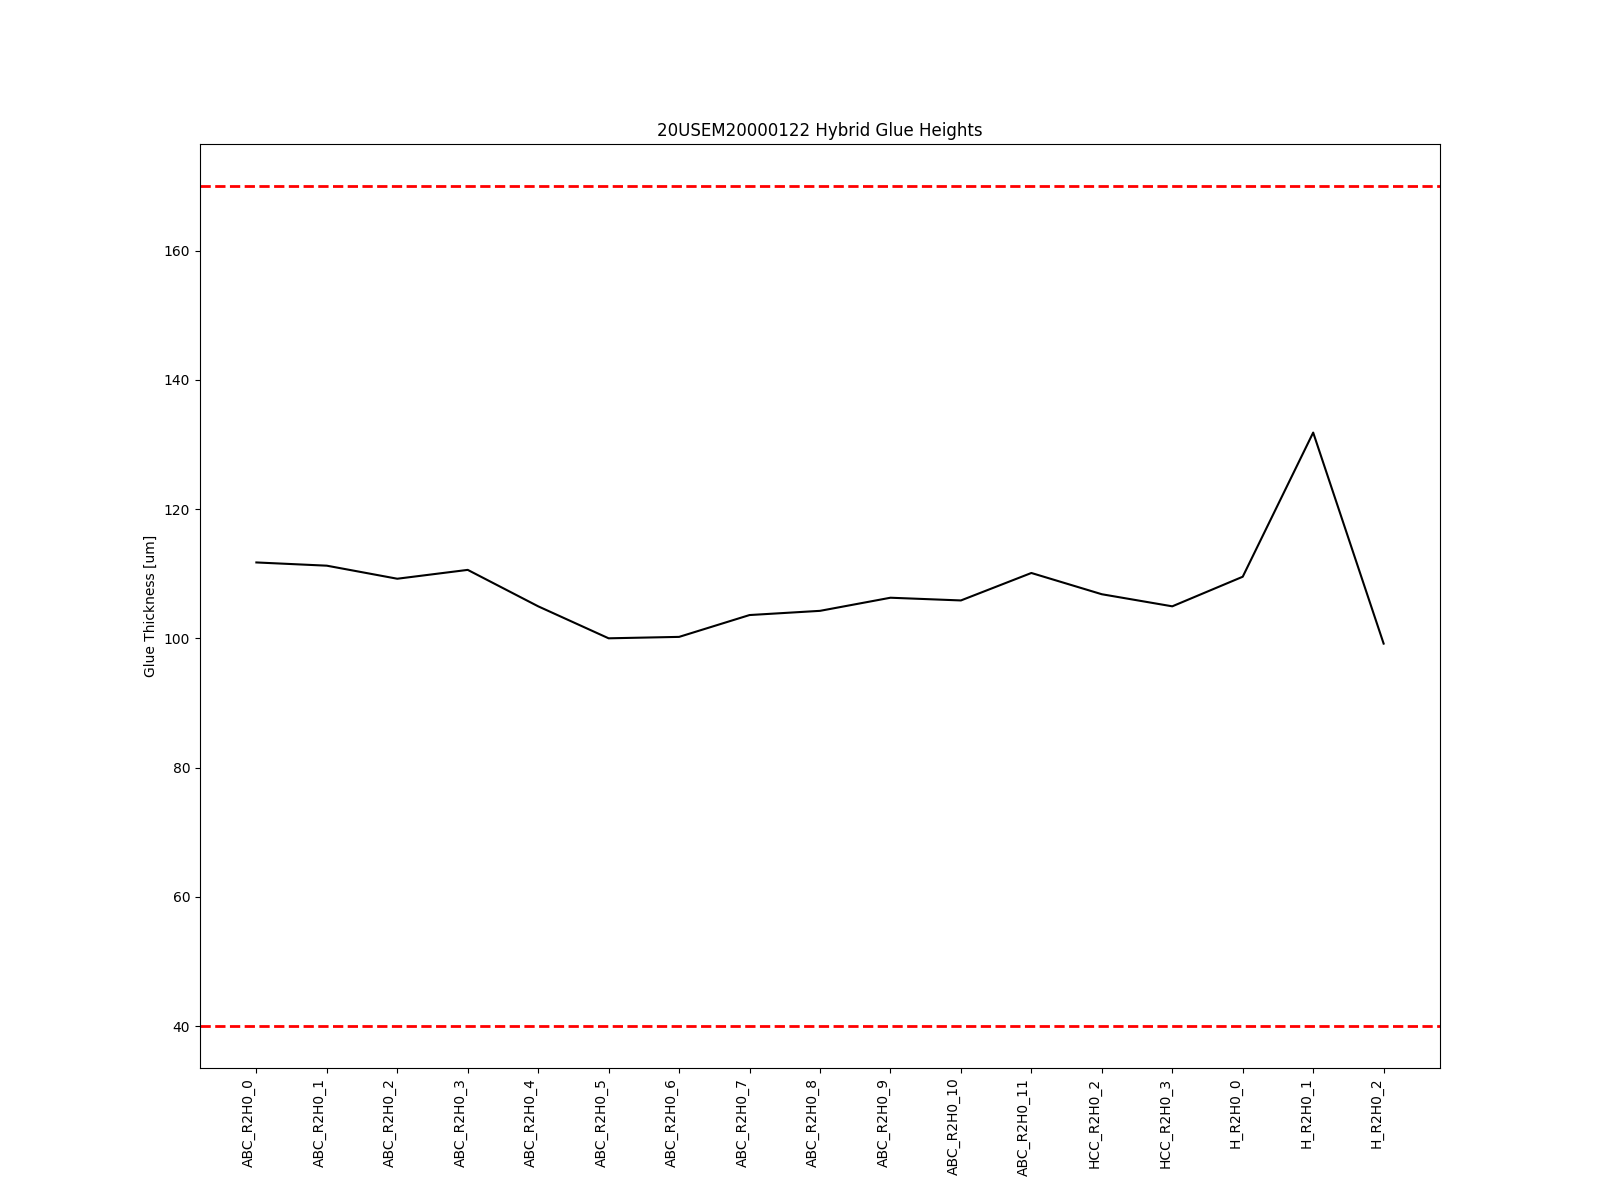 20USEM20000122 Hybrid Glue Heights
Glue Thickness [um]
160
140
120
100
80
60
40
ABC_R2H0_0
ABC_R2H0_1
ABC_R2H0_2
ABC_R2H0_3
ABC_R2H0_4
ABC_R2H0_5
ABC_R2H0_6
ABC_R2H0_7
ABC_R2H0_8
ABC_R2H0_9
ABC_R2H0_10
ABC_R2H0_11
HCC_R2H0_2
HCC_R2H0_3
H_R2H0_0
H_R2H0_1
H_R2H0_2